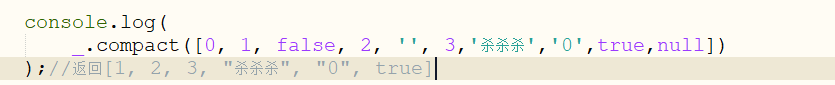 console.log(
_.compact([0, 1, false, 2, '', 3,'杀杀杀','0',true,null])
);//返回[1, 2, 3, "杀杀杀", "0", true]